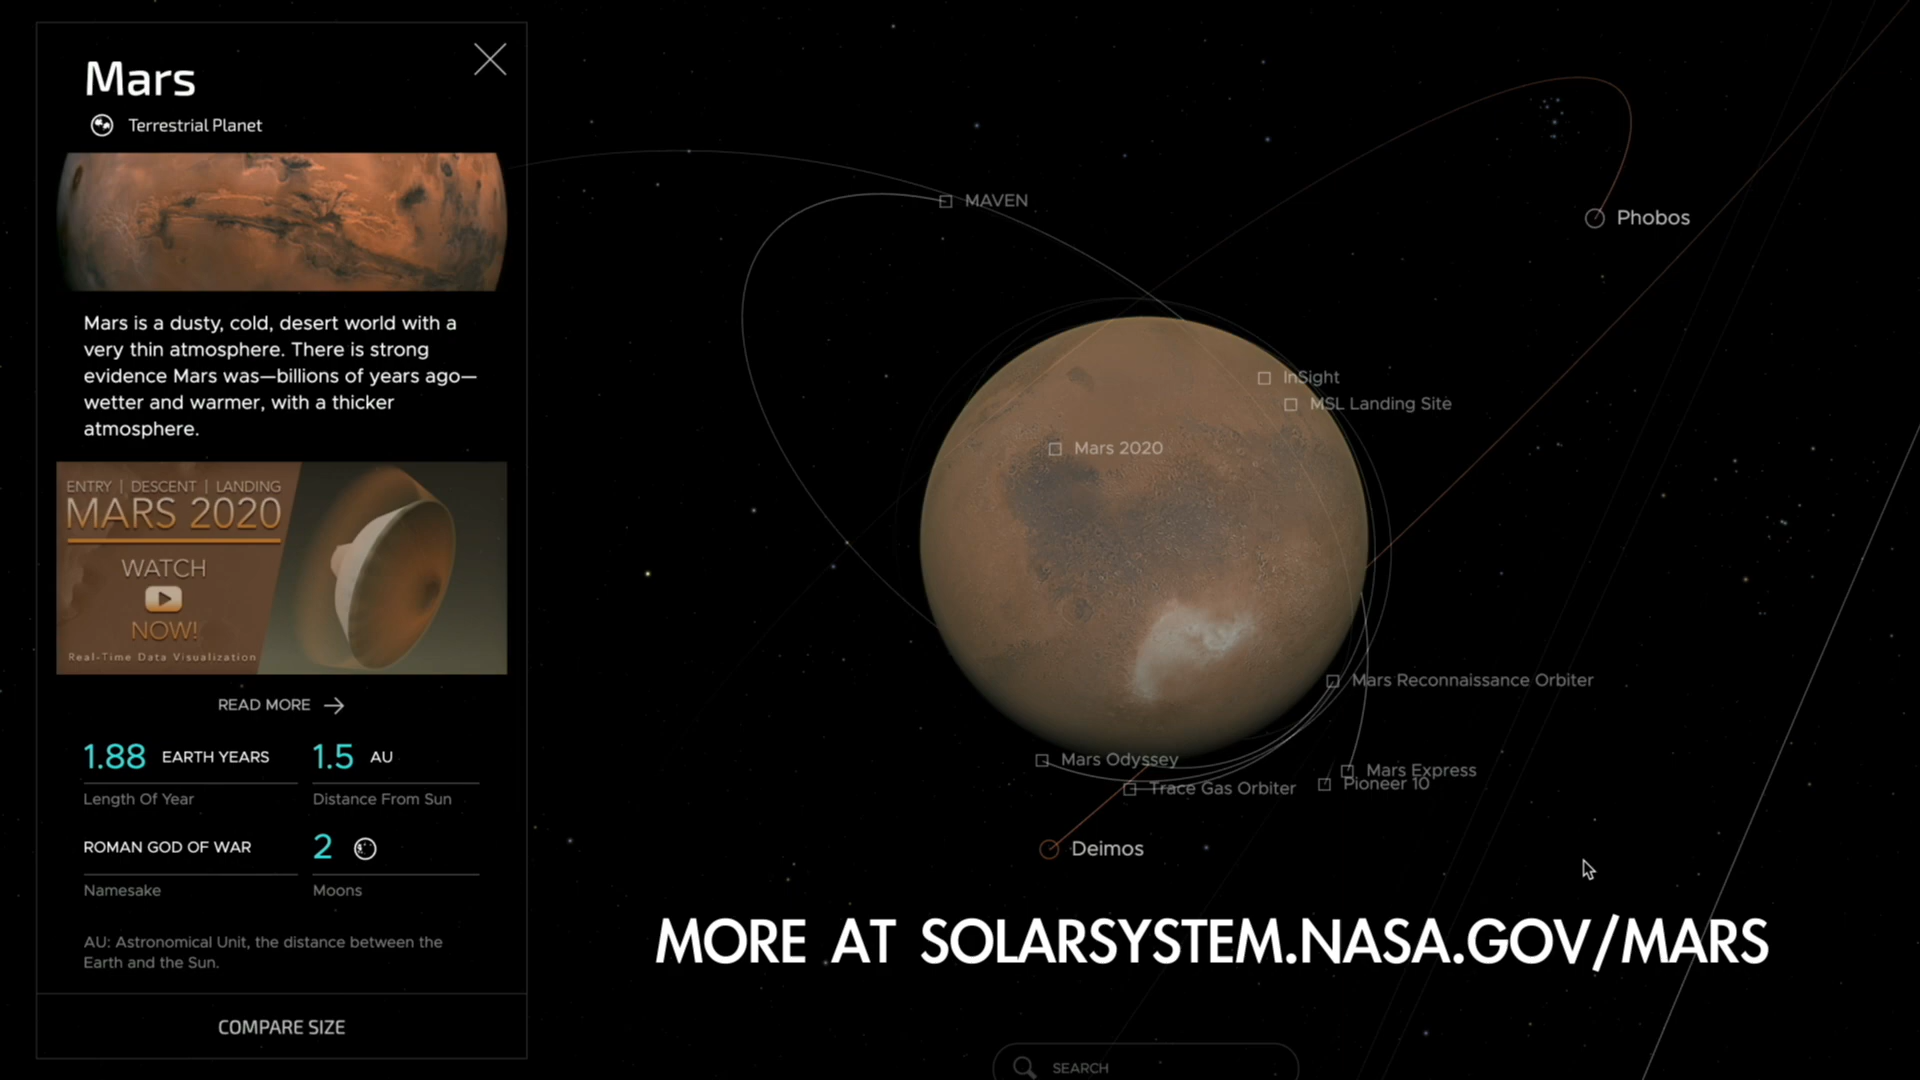 Mars
Terrestrial Planet
Mars is a dusty, cold, desert world with a
very thin atmosphere. There is strong
evidence Mars was—billions of years ago—
wetter and warmer, with a thicker
atmosphere.
ENTRY | DESCENT | LANDING
MARS 2020
WATCH
NOW!
Real-Time Data Visualization
READ MORE
1.88 EARTH YEARS
Length Of Year
1.5 AU
Distance From Sun
ROMAN GOD OF WAR
Namesake
2
Moons
AU: Astronomical Unit, the distance between the
Earth and the Sun.
COMPARE SIZE
MAVEN
Phobos
InSight
MSL Landing Site
Mars 2020
Mars Reconnaissance Orbiter
Mars Odyssey
Mars Express
Pioneer 10
Trace Gas Orbiter
Deimos
MORE AT SOLARSYSTEM.NASA.GOV/MARS
SEARCH